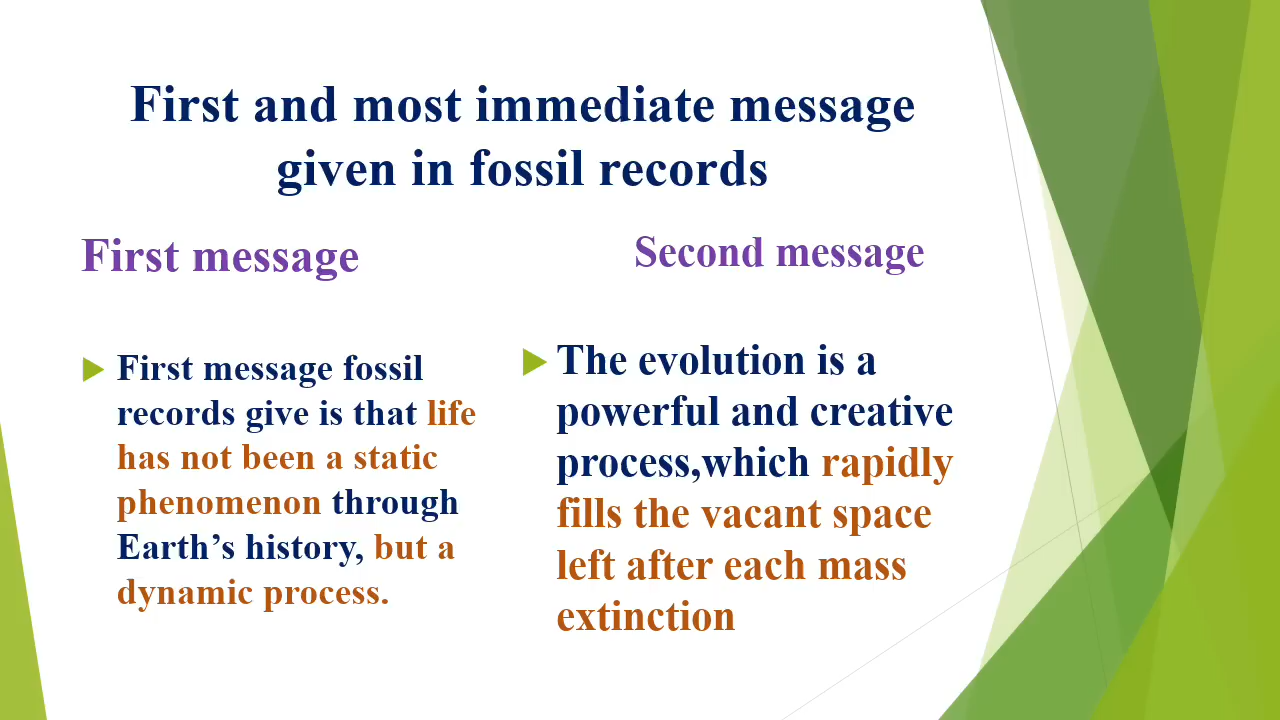 First and most immediate message
given in fossil records
First message
First message fossil
records give is that life
has not been a static
phenomenon through
Earth’s history, but a
dynamic process.
Second message
The evolution is a
powerful and creative
process,which rapidly
fills the vacant space
left after each mass
extinction